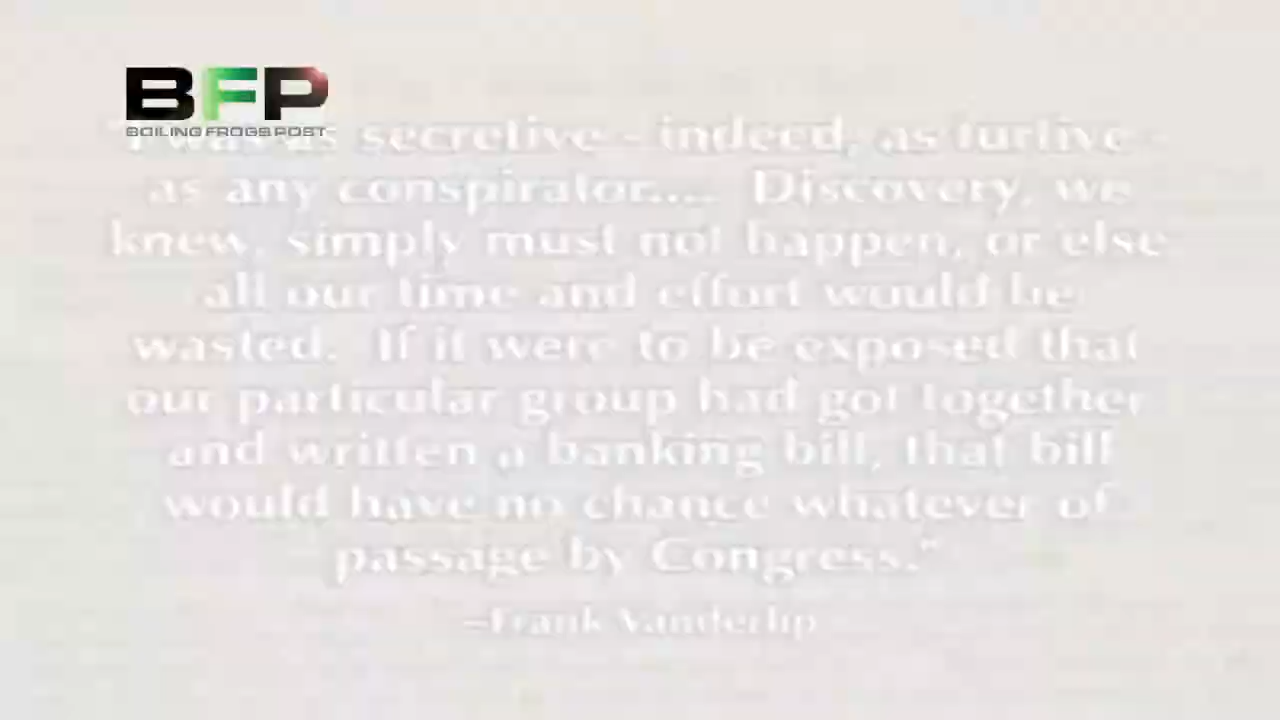 BFP
BOILING FROGS POST
"I was as secretive - indeed, as furtive -
as any conspirator.... Discovery, we
knew, simply must not happen, or else
all our time and effort would be
wasted. If it were to be exposed that
our particular group had got together
and written a banking bill, that bill
would have no chance whatever of
passage by Congress."
–Frank Vanderlip